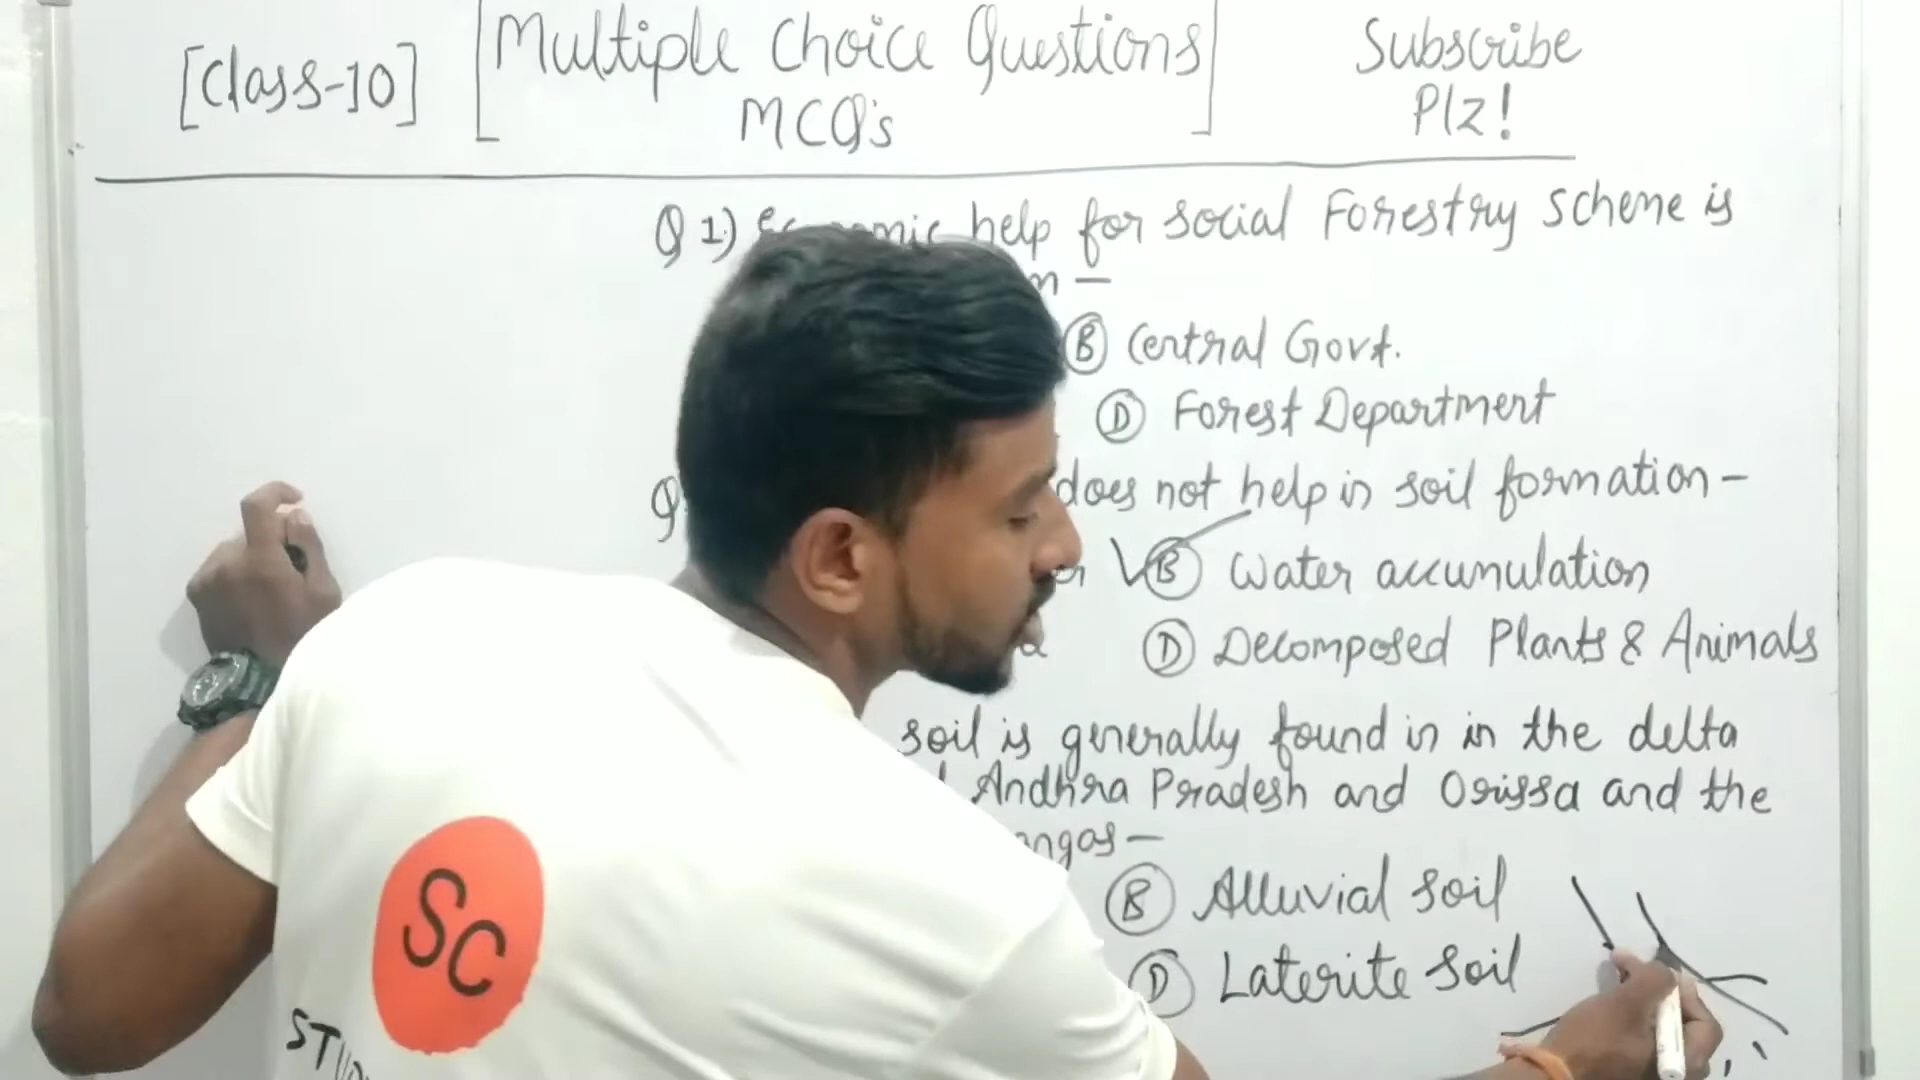 [Class-10] [Multiple Choice Questions] Subscribe
MCQ's Plz!
Q 1) help for social Forestry Scheme is
(B) Central Govt.
(D) Forest Department
does not help in soil formation-
(B) Water accumulation
(D) Decomposed Plants & Animals
soil is generally found in in the delta
Andhra Pradesh and Orissa and the
(B) Alluvial soil
(D) Laterite soil
SC